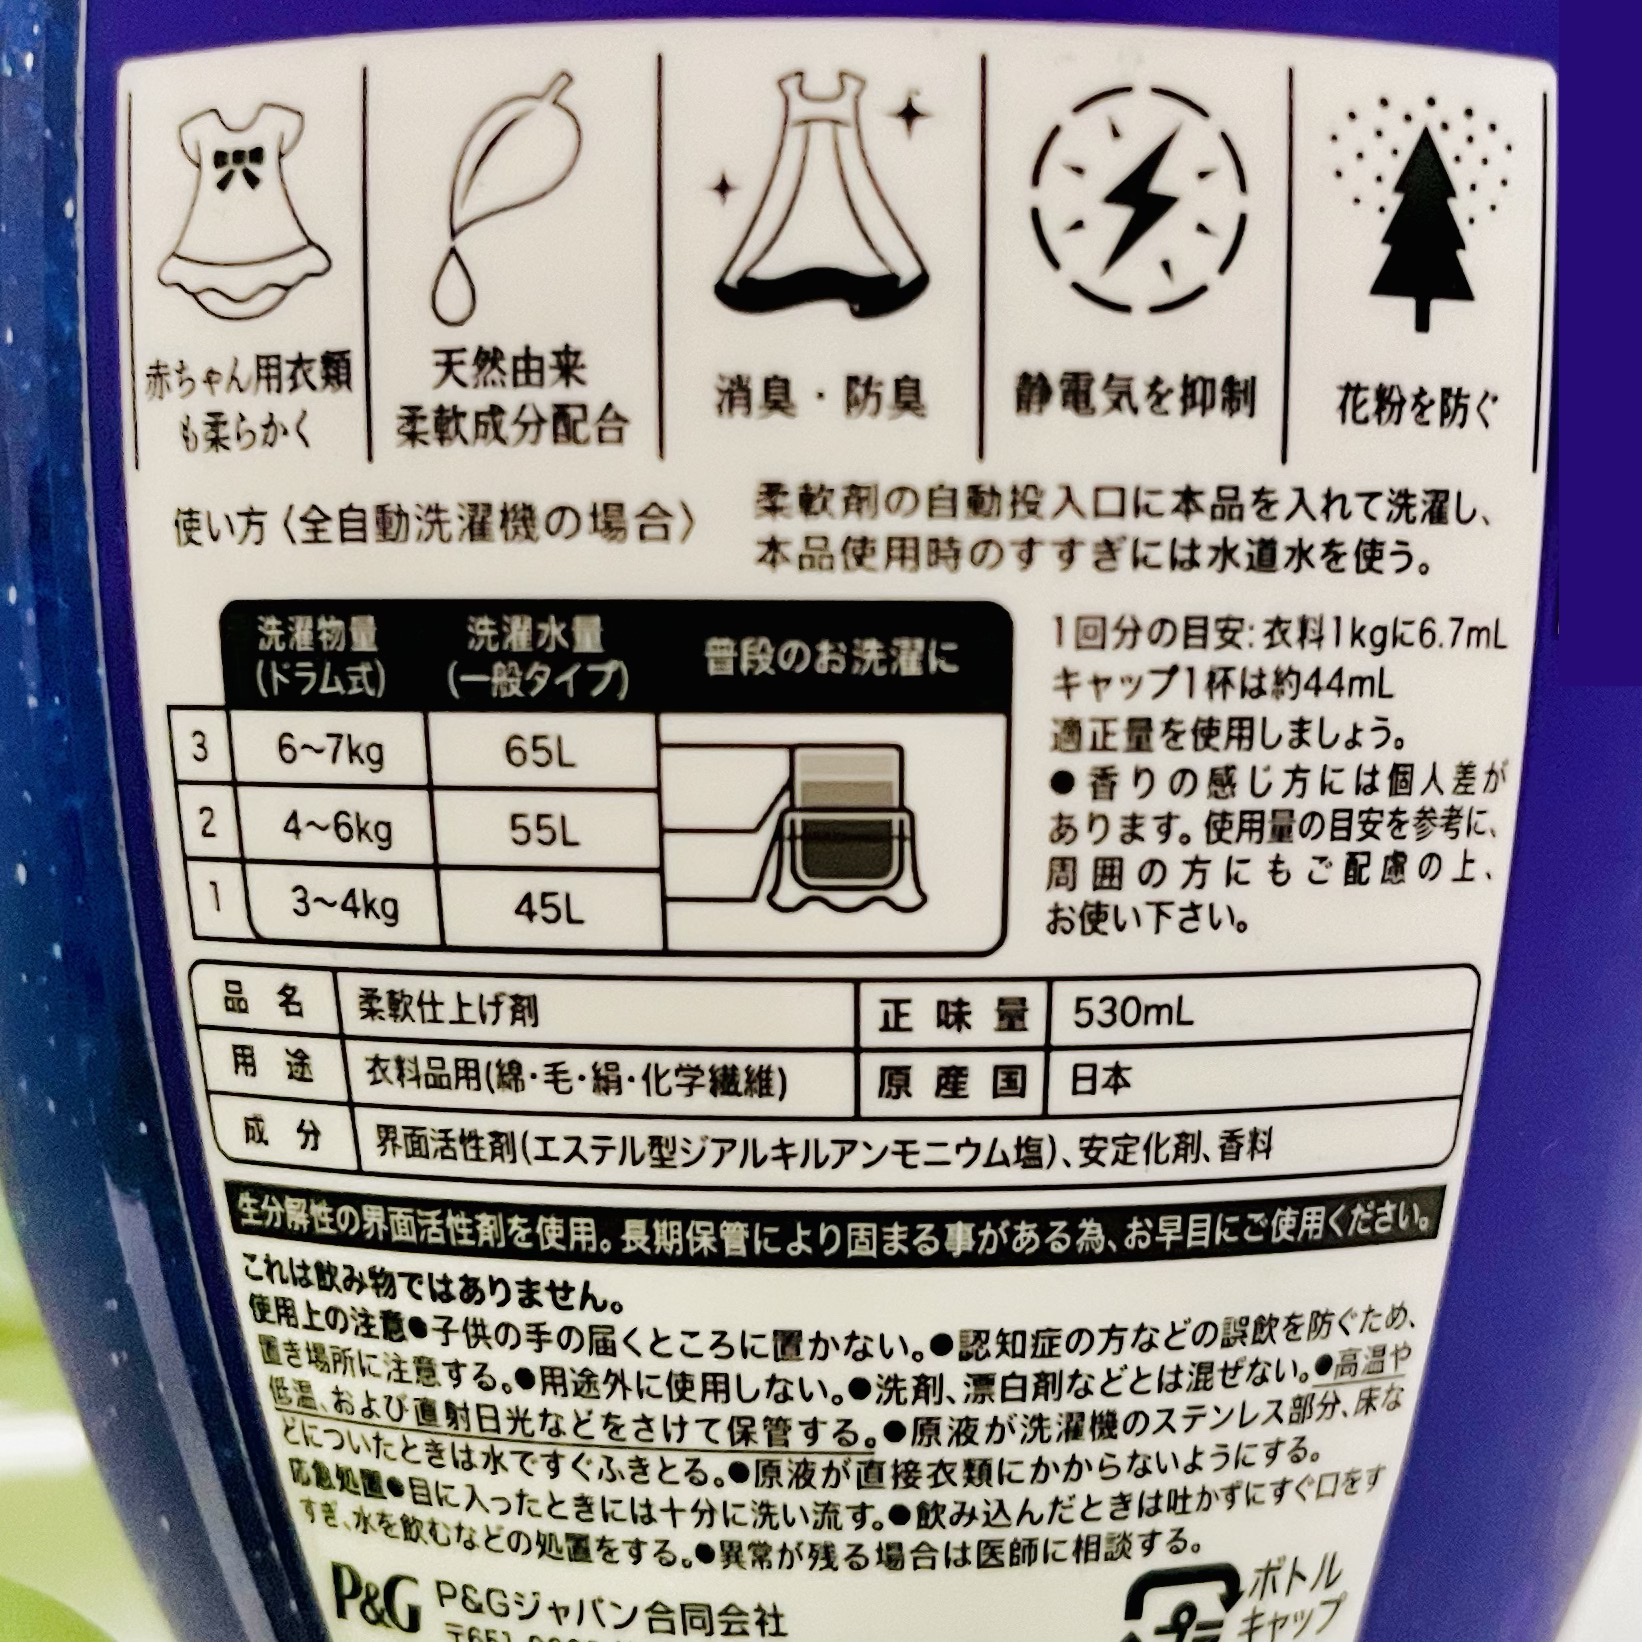 赤ちゃん用衣類
も柔らかく
天然由来
柔軟成分配合
消臭・防臭
静電気を抑制
花粉を防ぐ
使い方〈全自動洗濯機の場合〉
柔軟剤の自動投入口に本品を入れて洗濯し、
本品使用時のすすぎには水道水を使う。
洗濯物量
(ドラム式)
洗濯水量
(一般タイプ)
普段のお洗濯に
3 6~7kg 65L
2 4~6kg 55L
1 3~4kg 45L
1回分の目安:衣料1kgに6.7mL
キャップ1杯は約44mL
適正量を使用しましょう。
●香りの感じ方には個人差が
あります。使用量の目安を参考に、
周囲の方にもご配慮の上、
お使い下さい。
品名 柔軟仕上げ剤 正味量 530mL
用途 衣料品用(綿・毛・絹・化学繊維) 原産国 日本
成分 界面活性剤(エステル型ジアルキルアンモニウム塩)、安定化剤、香料
生分解性の界面活性剤を使用。長期保管により固まる事がある為、お早目にご使用ください。
これは飲み物ではありません。
使用上の注意●子供の手の届くところに置かない。●認知症の方などの誤飲を防ぐため、
置き場所に注意する。●用途外に使用しない。●洗剤、漂白剤などとは混ぜない。●高温や
低温、および直射日光などをさけて保管する。●原液が洗濯機のステンレス部分、床な
どについたときは水ですぐふきとる。●原液が直接衣類にかからないようにする。
応急処置●目に入ったときには十分に洗い流す。●飲み込んだときは吐かずにすぐ口をす
すぎ、水を飲むなどの処置をする。●異常が残る場合は医師に相談する。
P&G P&Gジャパン合同会社
ボトル
キャップ